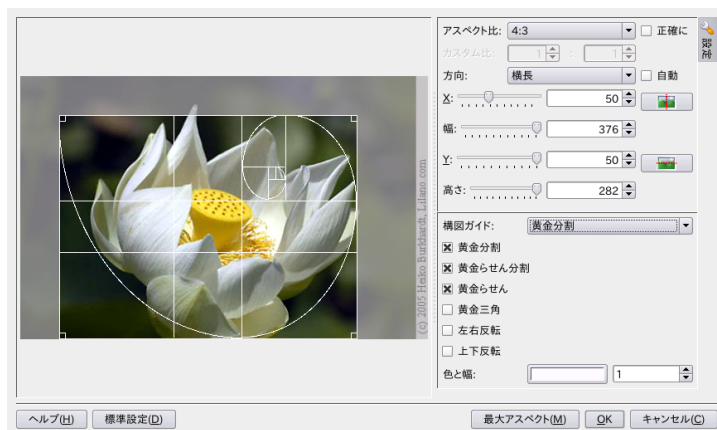 アスペクト比: 4:3 正確に
カスタム比: 1 : 1
方向: 横長 自動
X: 50
幅: 376
Y: 50
高さ: 282
構図ガイド: 黄金分割
黄金分割
黄金らせん分割
黄金らせん
黄金三角
左右反転
上下反転
色と幅: 1
設定
(c) 2005 Heiko Burkhardt, Lilano.com
ヘルプ(H) 標準設定(D) 最大アスペクト(M) OK キャンセル(C)